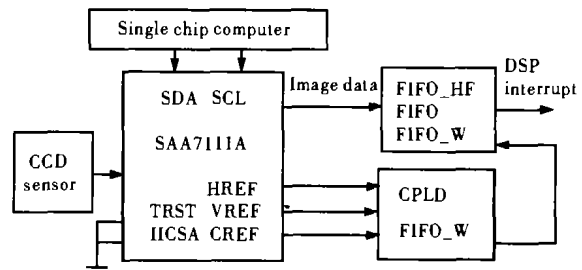 Single chip computer
SDA SCL
SAA7111A
HREF
TRST VREF
IICSA CREF
CCD
sensor
Image data
FIFO_HF
FIFO
FIFO_W
DSP
interrupt
CPLD
FIFO_W